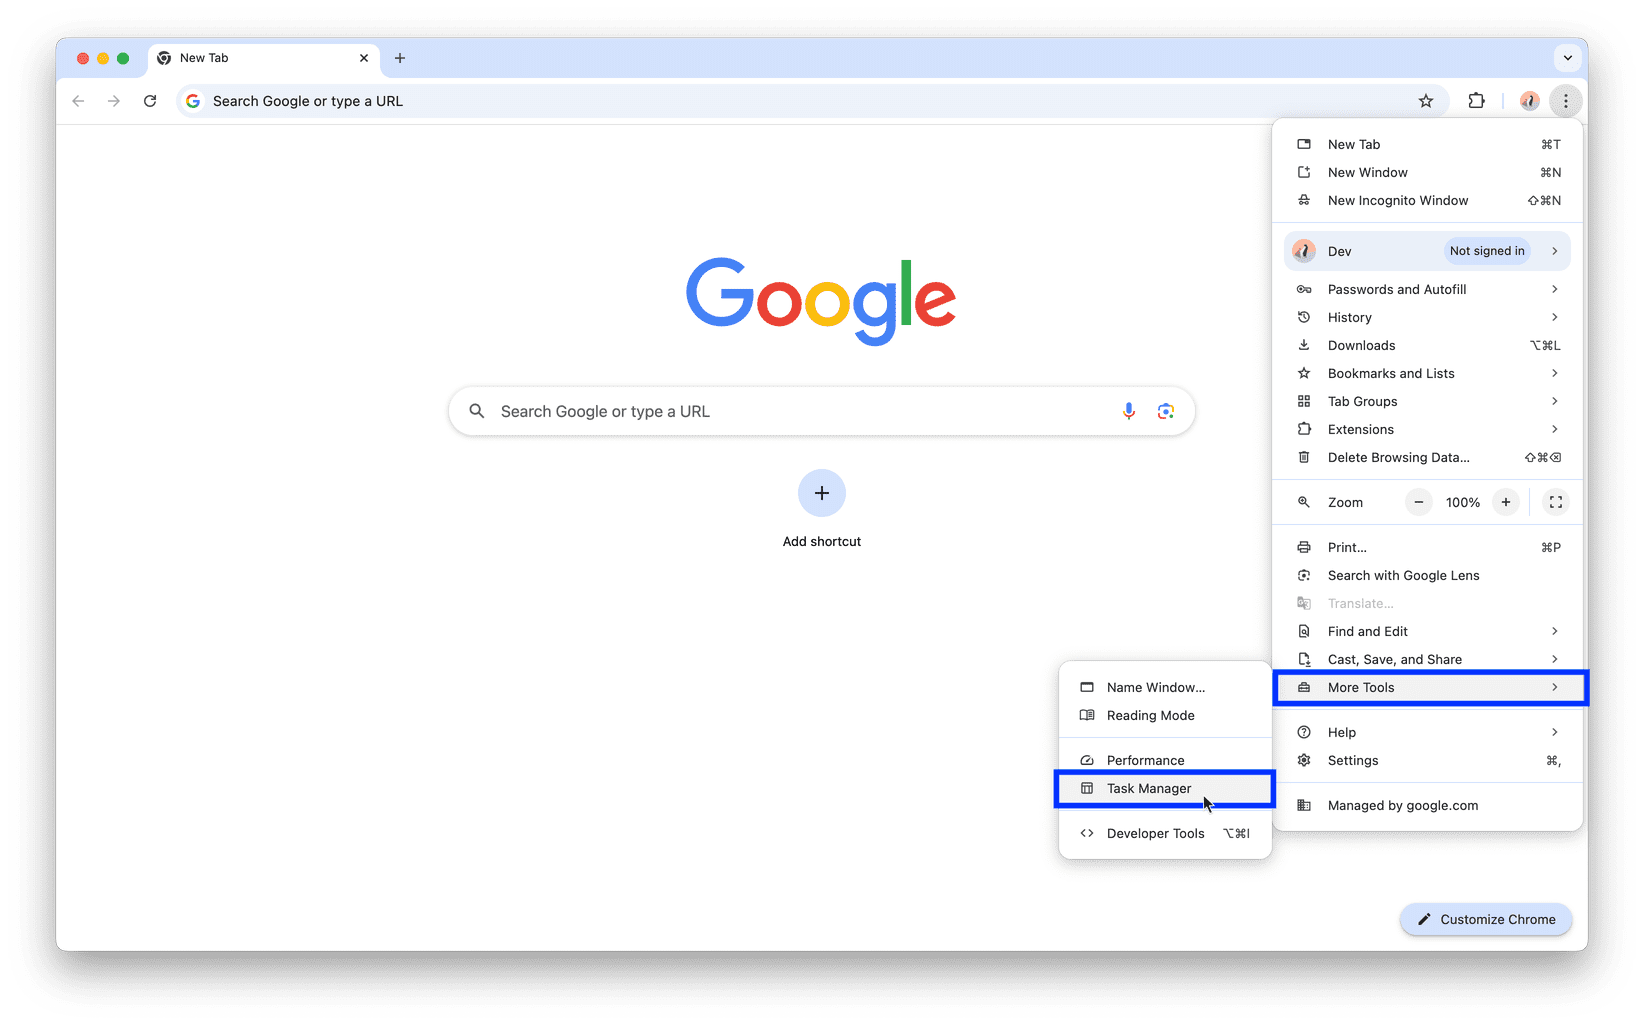 New Tab
Search Google or type a URL
New Tab ⌘T
New Window ⌘N
New Incognito Window ⇧⌘N
Dev Not signed in
Passwords and Autofill
History
Downloads ⌥⌘L
Bookmarks and Lists
Tab Groups
Extensions
Delete Browsing Data... ⇧⌘⌫
Zoom − 100% +
Print... ⌘P
Search with Google Lens
Translate...
Find and Edit
Cast, Save, and Share
More Tools
Help
Settings ⌘,
Managed by google.com
Name Window...
Reading Mode
Performance
Task Manager
Developer Tools ⌥⌘I
Google
Search Google or type a URL
Add shortcut
Customize Chrome